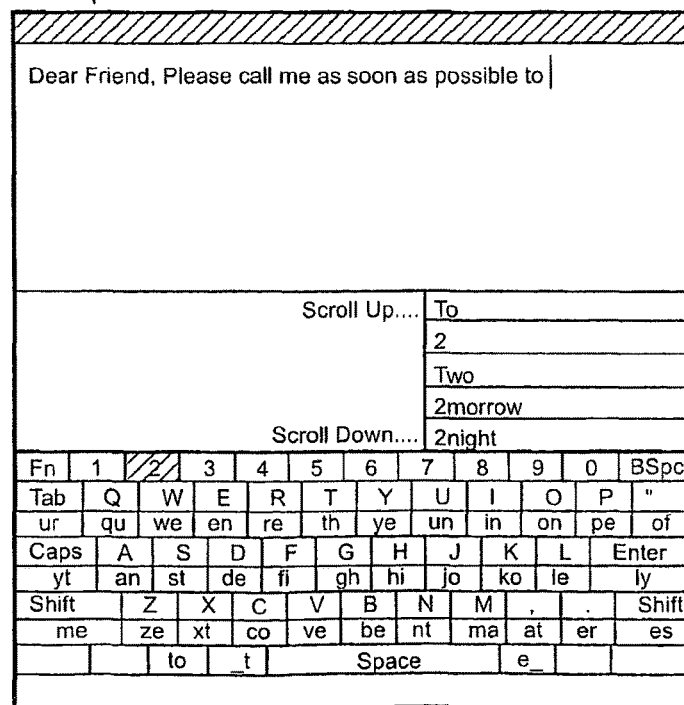 Dear Friend, Please call me as soon as possible to
Scroll Up.... To
2
Two
2morrow
Scroll Down.... 2night
Fn 1 2 3 4 5 6 7 8 9 0 BSpc
Tab Q W E R T Y U I O P "
ur qu we en re th ye un in on pe of
Caps A S D F G H J K L Enter
yt an st de fi gh hi jo ko le ly
Shift Z X C V B N M , . Shift
me ze xt co ve be nt ma at er es
to _t Space e_